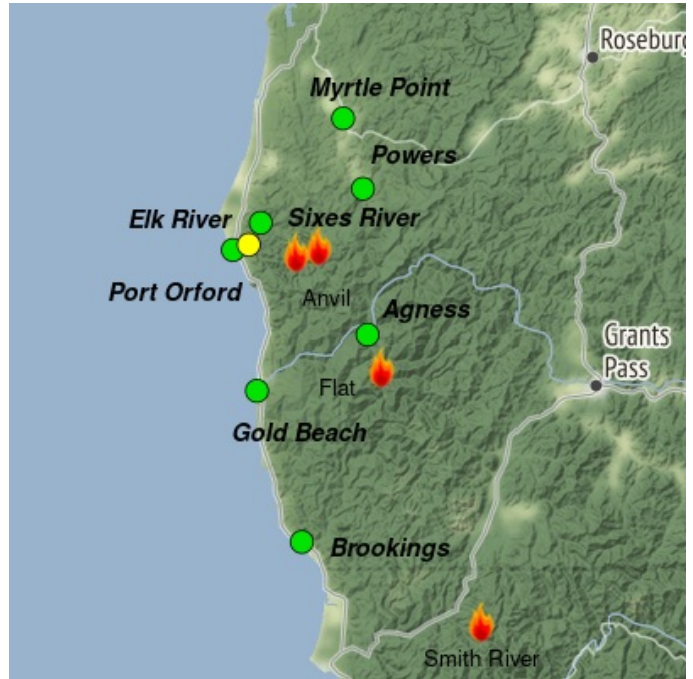 Roseburg
Myrtle Point
Powers
Elk River
Sixes River
Port Orford
Anvil
Agness
Grants
Pass
Flat
Gold Beach
Brookings
Smith River